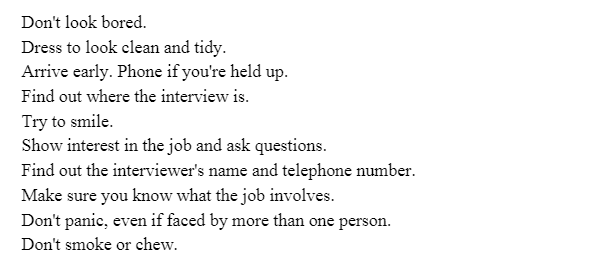 Don't look bored.
Dress to look clean and tidy.
Arrive early. Phone if you're held up.
Find out where the interview is.
Try to smile.
Show interest in the job and ask questions.
Find out the interviewer's name and telephone number.
Make sure you know what the job involves.
Don't panic, even if faced by more than one person.
Don't smoke or chew.